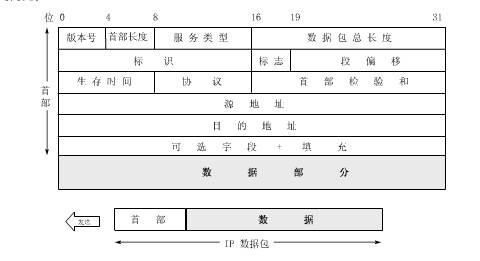 位 0 4 8 16 19 31
版本号 首部长度 服务类型 数据包总长度
标识 标志 段偏移
生存时间 协议 首部检验和
首部
源地址
目的地址
可选字段 + 填充
数据部分
发送 首部 数据
IP 数据包